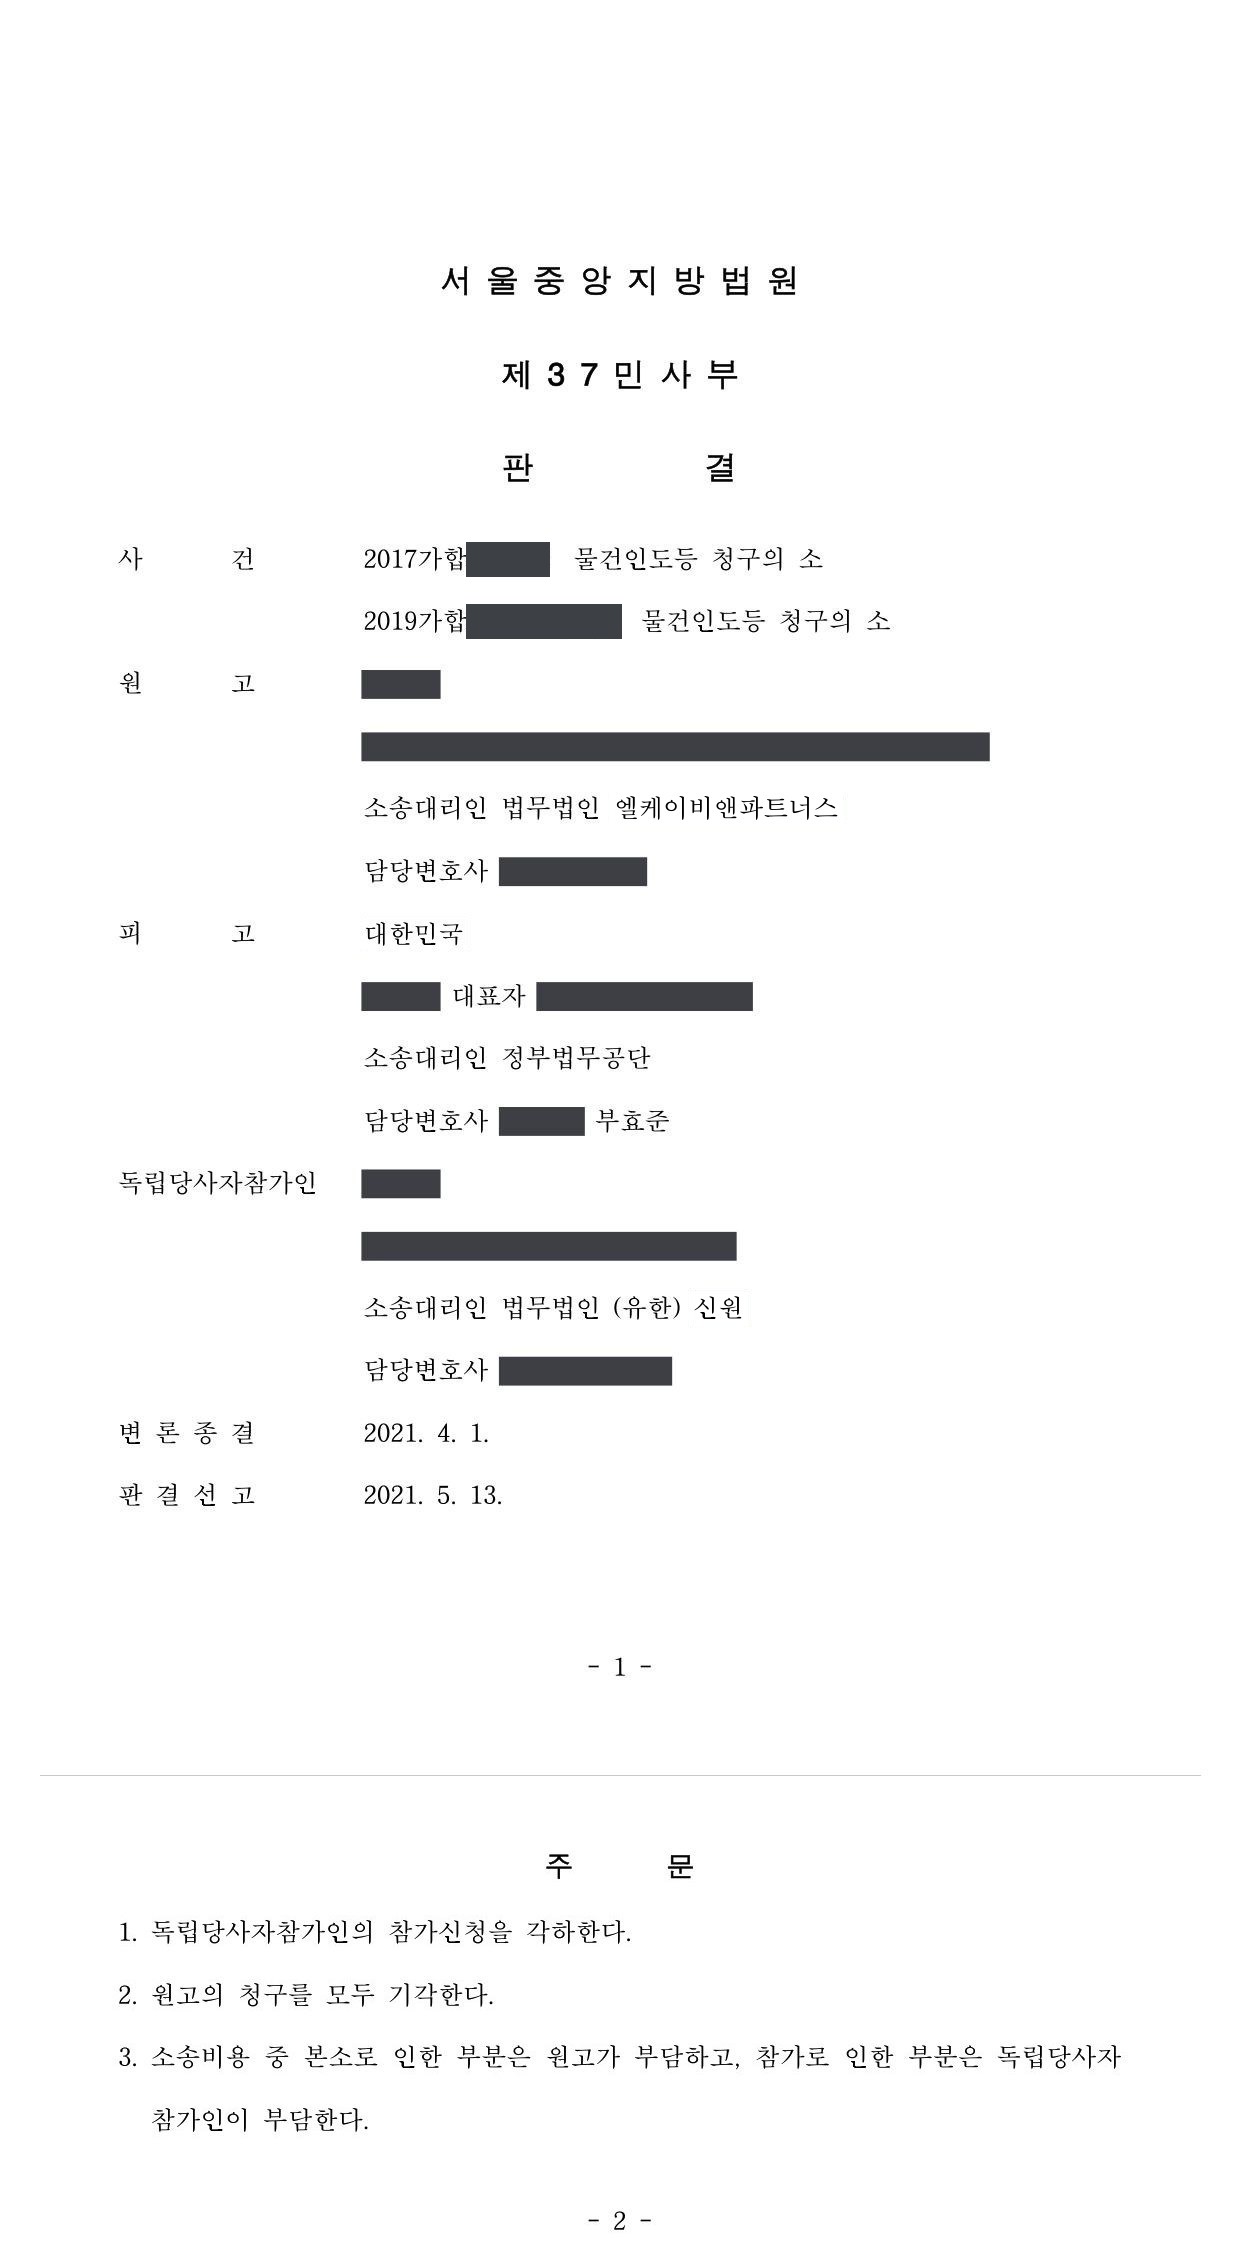 서울중앙지방법원
제37민사부
판 결
사 건 2017가합 물건인도등 청구의 소
2019가합 물건인도등 청구의 소
원 고
소송대리인 법무법인 엘케이비앤파트너스
담당변호사
피 고 대한민국
대표자
소송대리인 정부법무공단
담당변호사 부효준
독립당사자참가인
소송대리인 법무법인 (유한) 신원
담당변호사
변론종결 2021. 4. 1.
판결선고 2021. 5. 13.
- 1 -
주 문
1. 독립당사자참가인의 참가신청을 각하한다.
2. 원고의 청구를 모두 기각한다.
3. 소송비용 중 본소로 인한 부분은 원고가 부담하고, 참가로 인한 부분은 독립당사자
참가인이 부담한다.
- 2 -